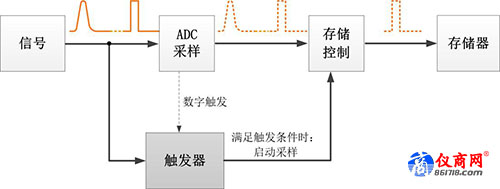 信号
ADC
采样
存储
控制
存储器
数字触发
触发器
满足触发条件时：
启动采样
仪商网®
861718.com